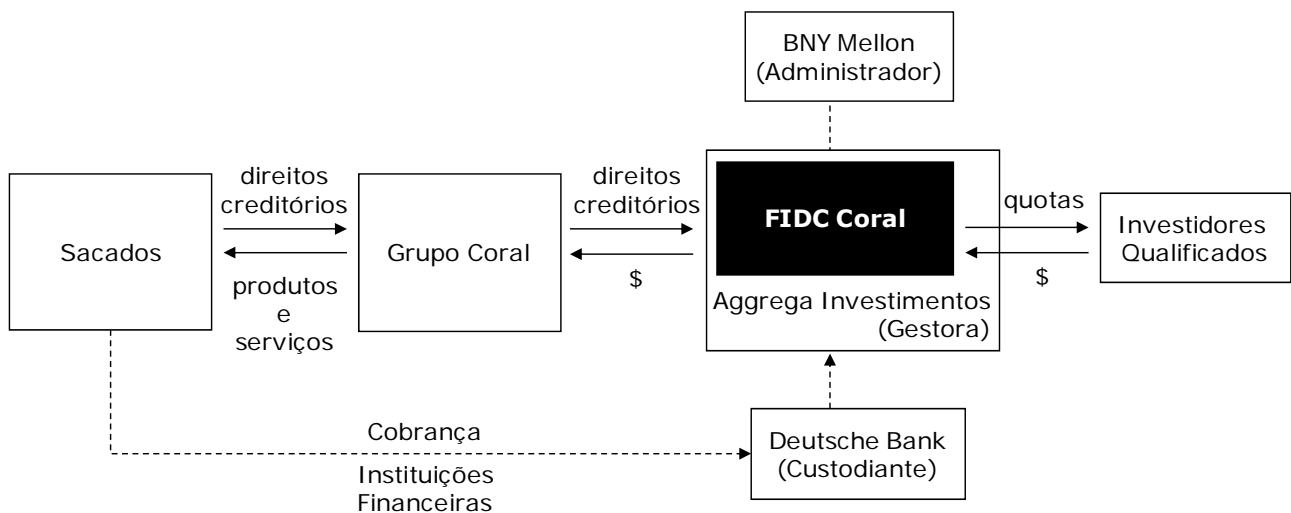 BNY Mellon
(Administrador)
Sacados
direitos
creditórios
produtos
e
serviços
Grupo Coral
direitos
creditórios
$
FIDC Coral
Aggrega Investimentos
(Gestora)
quotas
$
Investidores
Qualificados
Cobrança
Instituições
Financeiras
Deutsche Bank
(Custodiante)